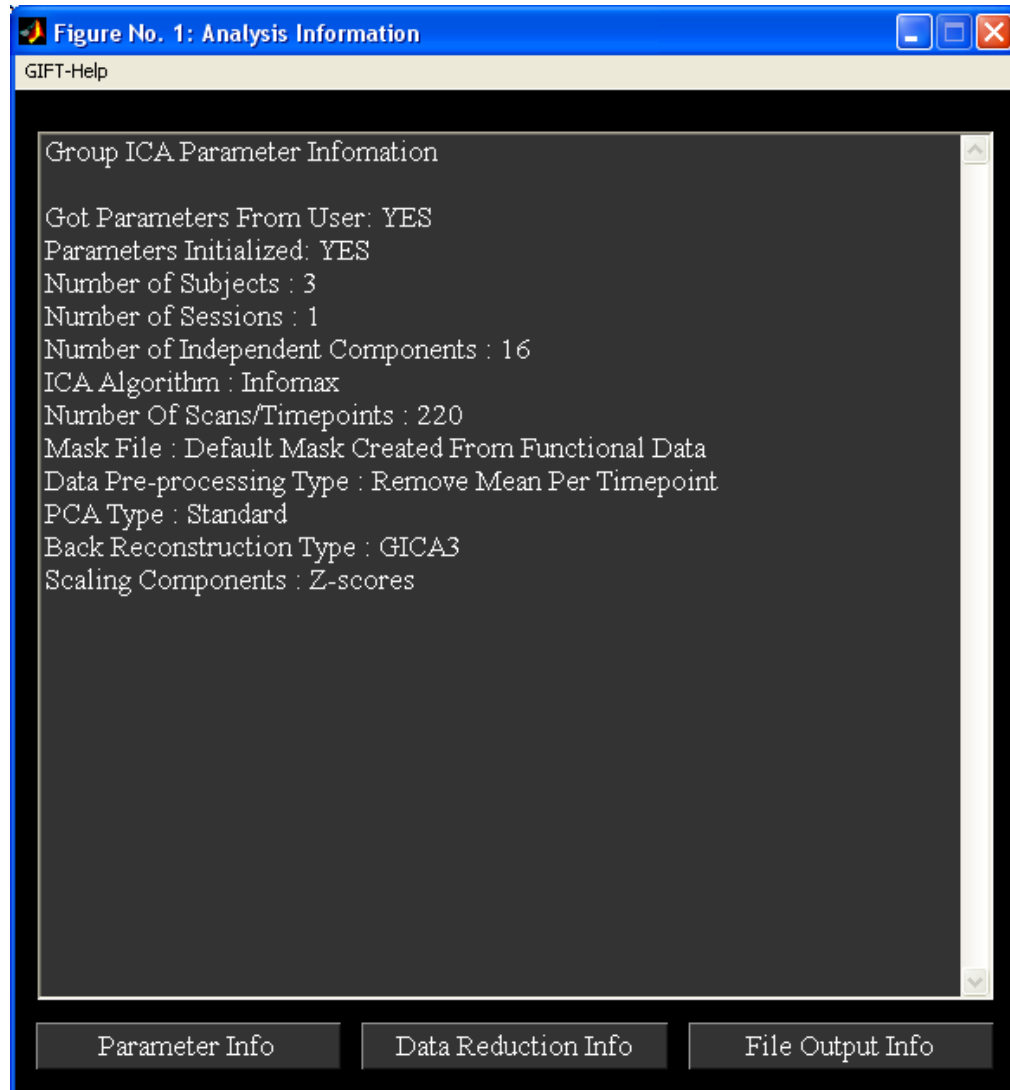 Figure No. 1: Analysis Information
GIFT-Help
Group ICA Parameter Infomation
Got Parameters From User: YES
Parameters Initialized: YES
Number of Subjects : 3
Number of Sessions : 1
Number of Independent Components : 16
ICA Algorithm : Infomax
Number Of Scans/Timepoints : 220
Mask File : Default Mask Created From Functional Data
Data Pre-processing Type : Remove Mean Per Timepoint
PCA Type : Standard
Back Reconstruction Type : GICA3
Scaling Components : Z-scores
Parameter Info
Data Reduction Info
File Output Info